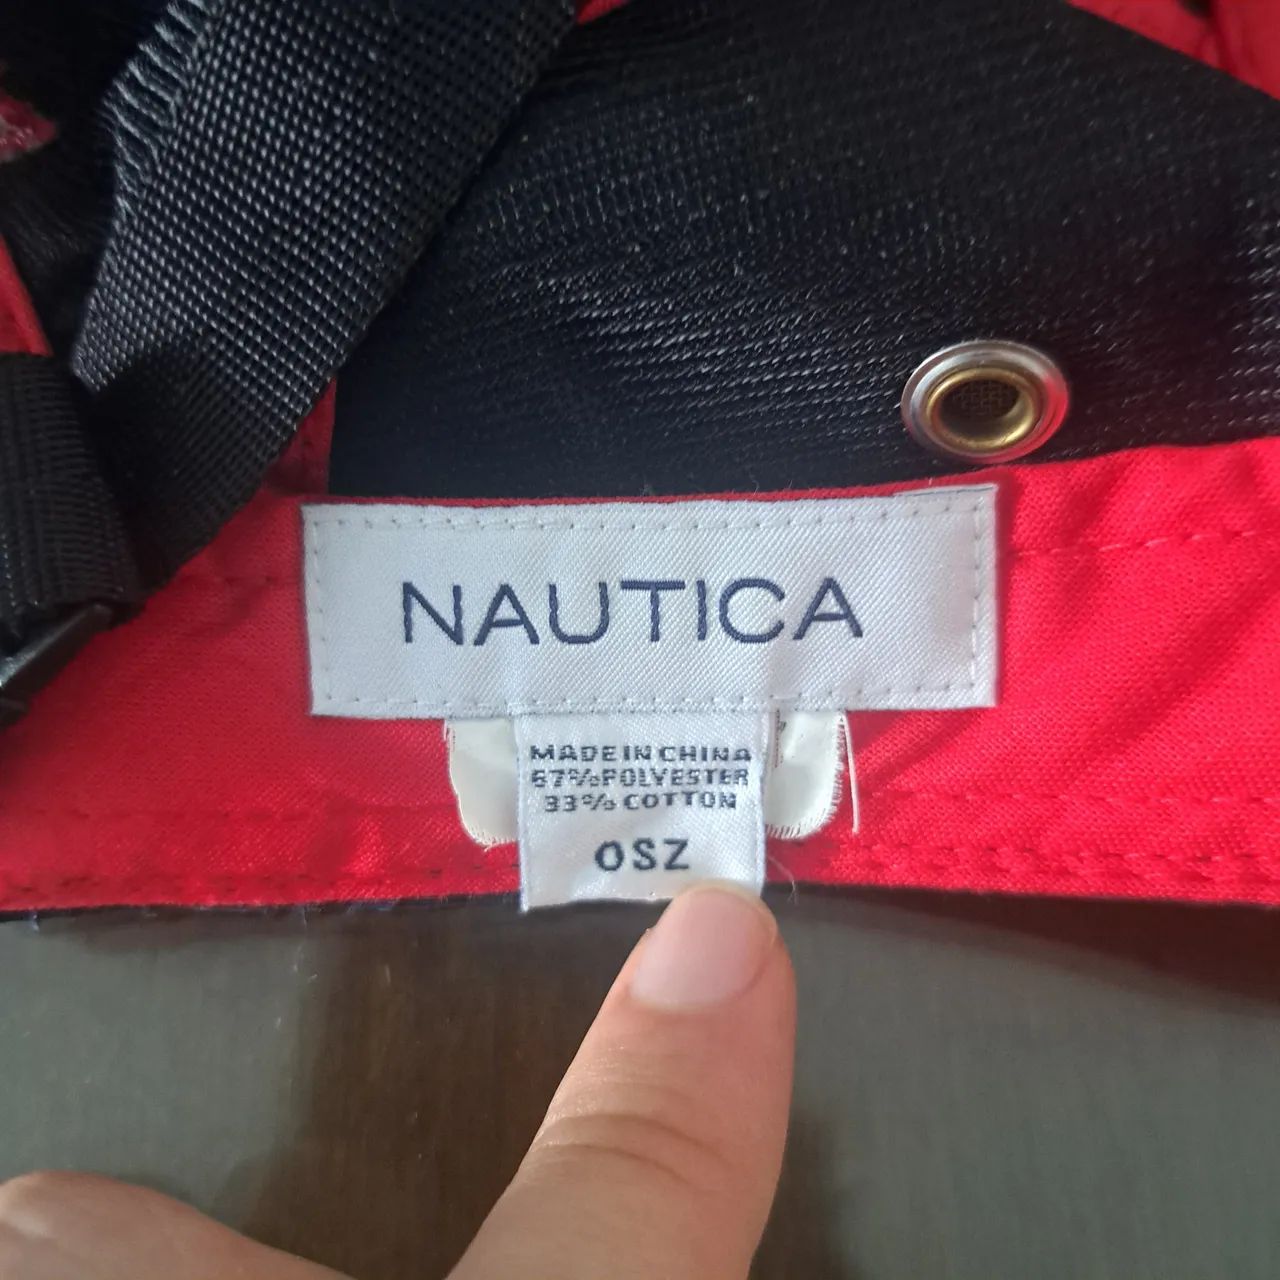 NAUTICA
MADE IN CHINA
67% POLYESTER
33% COTTON
OSZ